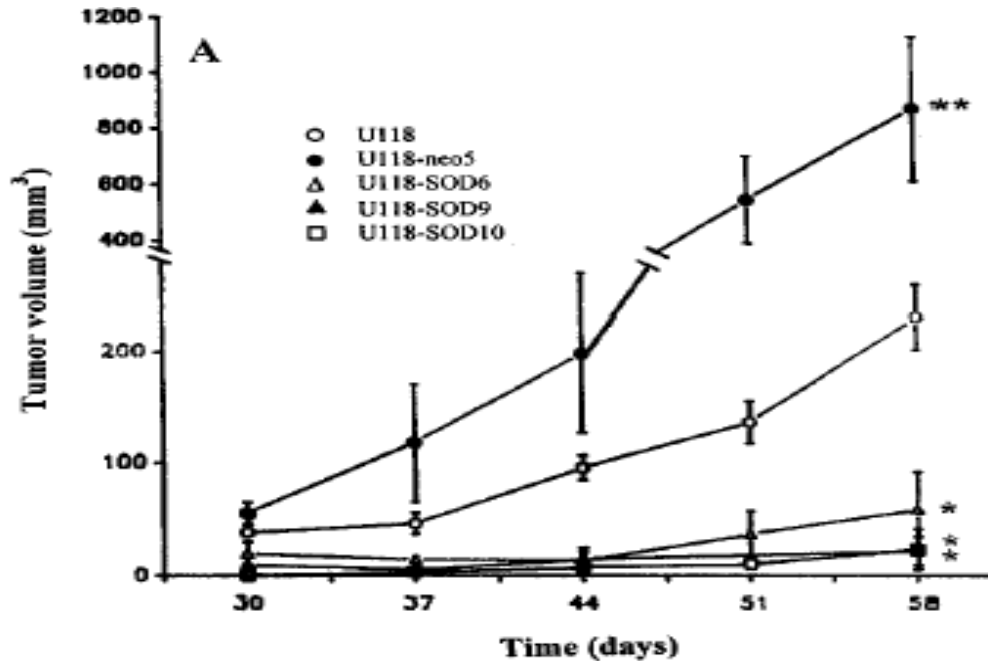 A
1200
1000
800
600
400
200
100
0
Tumor volume (mm³)
U118
U118-neo5
U118-SOD6
U118-SOD9
U118-SOD10
**
*
**
30 37 44 51 58
Time (days)